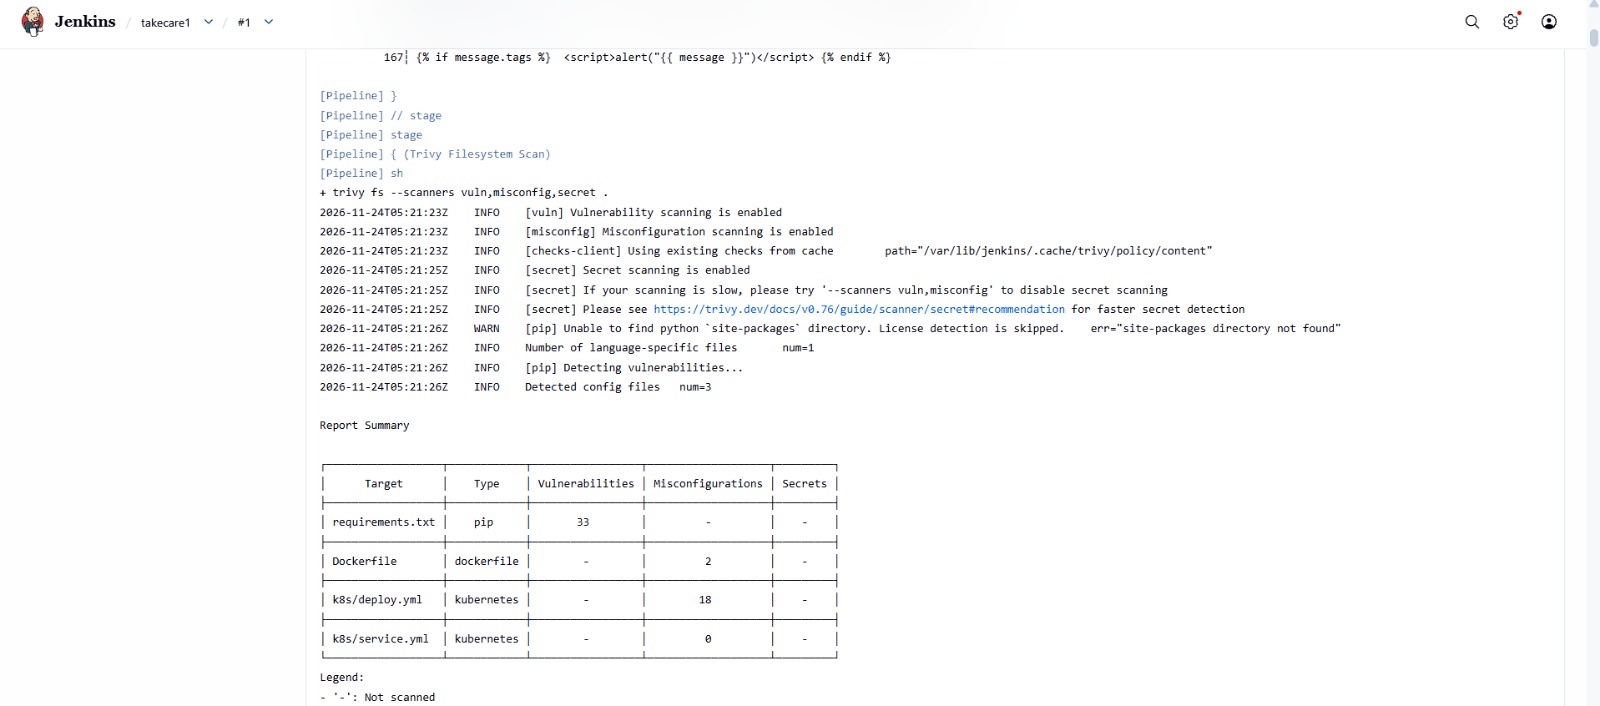 Jenkins / takecare1 / #1
167¦ {% if message.tags %}  <script>alert("{{ message }}")</script> {% endif %}
[Pipeline] }
[Pipeline] // stage
[Pipeline] stage
[Pipeline] { (Trivy Filesystem Scan)
[Pipeline] sh
+ trivy fs --scanners vuln,misconfig,secret .
2026-11-24T05:21:23Z    INFO    [vuln] Vulnerability scanning is enabled
2026-11-24T05:21:23Z    INFO    [misconfig] Misconfiguration scanning is enabled
2026-11-24T05:21:23Z    INFO    [checks-client] Using existing checks from cache        path="/var/lib/jenkins/.cache/trivy/policy/content"
2026-11-24T05:21:25Z    INFO    [secret] Secret scanning is enabled
2026-11-24T05:21:25Z    INFO    [secret] If your scanning is slow, please try '--scanners vuln,misconfig' to disable secret scanning
2026-11-24T05:21:25Z    INFO    [secret] Please see https://trivy.dev/docs/v0.76/guide/scanner/secret#recommendation for faster secret detection
2026-11-24T05:21:26Z    WARN    [pip] Unable to find python `site-packages` directory. License detection is skipped.    err="site-packages directory not found"
2026-11-24T05:21:26Z    INFO    Number of language-specific files       num=1
2026-11-24T05:21:26Z    INFO    [pip] Detecting vulnerabilities...
2026-11-24T05:21:26Z    INFO    Detected config files   num=3
Report Summary
│ Target │ Type │ Vulnerabilities │ Misconfigurations │ Secrets │
│ requirements.txt │ pip │ 33 │ - │ - │
│ Dockerfile │ dockerfile │ - │ 2 │ - │
│ k8s/deploy.yml │ kubernetes │ - │ 18 │ - │
│ k8s/service.yml │ kubernetes │ - │ 0 │ - │
Legend:
- '-': Not scanned